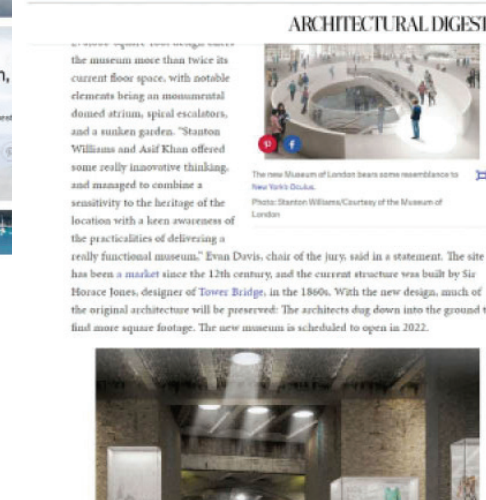 ARCHITECTURAL DIGEST
the museum more than twice its
current floor space, with notable
elements being an monumental
domed atrium, spiral escalators,
and a sunken garden. "Stanton
Williams and Asif Khan offered
some really innovative thinking,
and managed to combine a
sensitivity to the heritage of the
location with a keen awareness of
the practicalities of delivering a
The new Museum of London bears some resemblance to
New York's Oculus.
Photo: Stanton Williams/Courtesy of the Museum of
London
really functional museum," Evan Davis, chair of the jury, said in a statement. The site
has been a market since the 12th century, and the current structure was built by Sir
Horace Jones, designer of Tower Bridge, in the 1860s. With the new design, much of
the original architecture will be preserved: The architects dug down into the ground t
find more square footage. The new museum is scheduled to open in 2022.